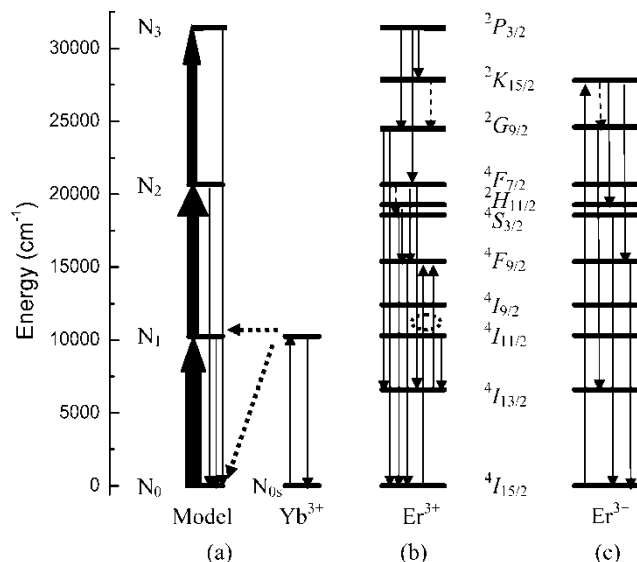 Energy (cm⁻¹)
30000
25000
20000
15000
10000
5000
0
N₃
N₂
N₁
N₀
N₀ₛ
²P₃/₂
²K₁₅/₂
²G₉/₂
⁴F₇/₂
²H₁₁/₂
⁴S₃/₂
⁴F₉/₂
⁴I₉/₂
⁴I₁₁/₂
⁴I₁₃/₂
⁴I₁₅/₂
Model Yb³⁺ Er³⁺ Er³⁻
(a) (b) (c)